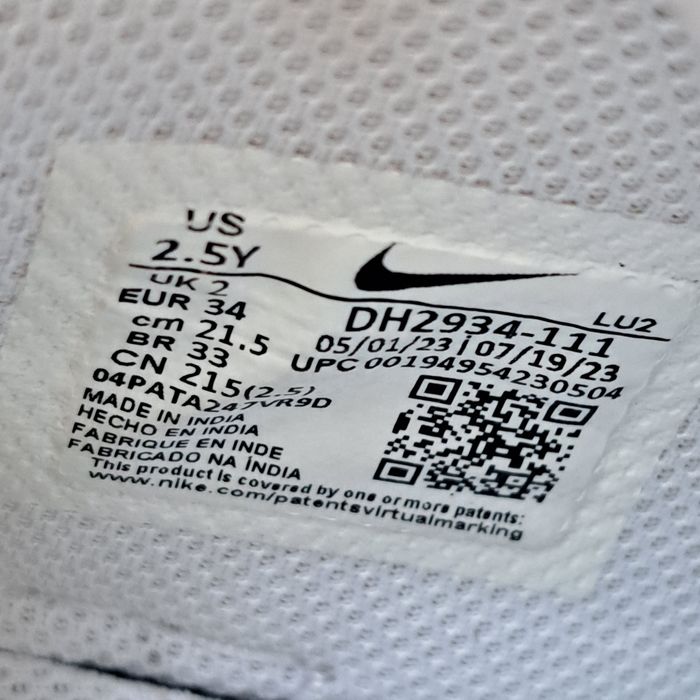 US
2.5Y
UK 2
EUR 34
cm 21.5
BR 33
CN 215(2.5)
04PATA247VR9D
MADE IN INDIA
HECHO EN INDIA
FABRIQUE EN INDE
FABRICADO NA ÍNDIA
This product is covered by one or more patents:
www.nike.com/patentsvirtualmarking
LU2
DH2934-111
05/01/23 | 07/19/23
UPC 00194954230504